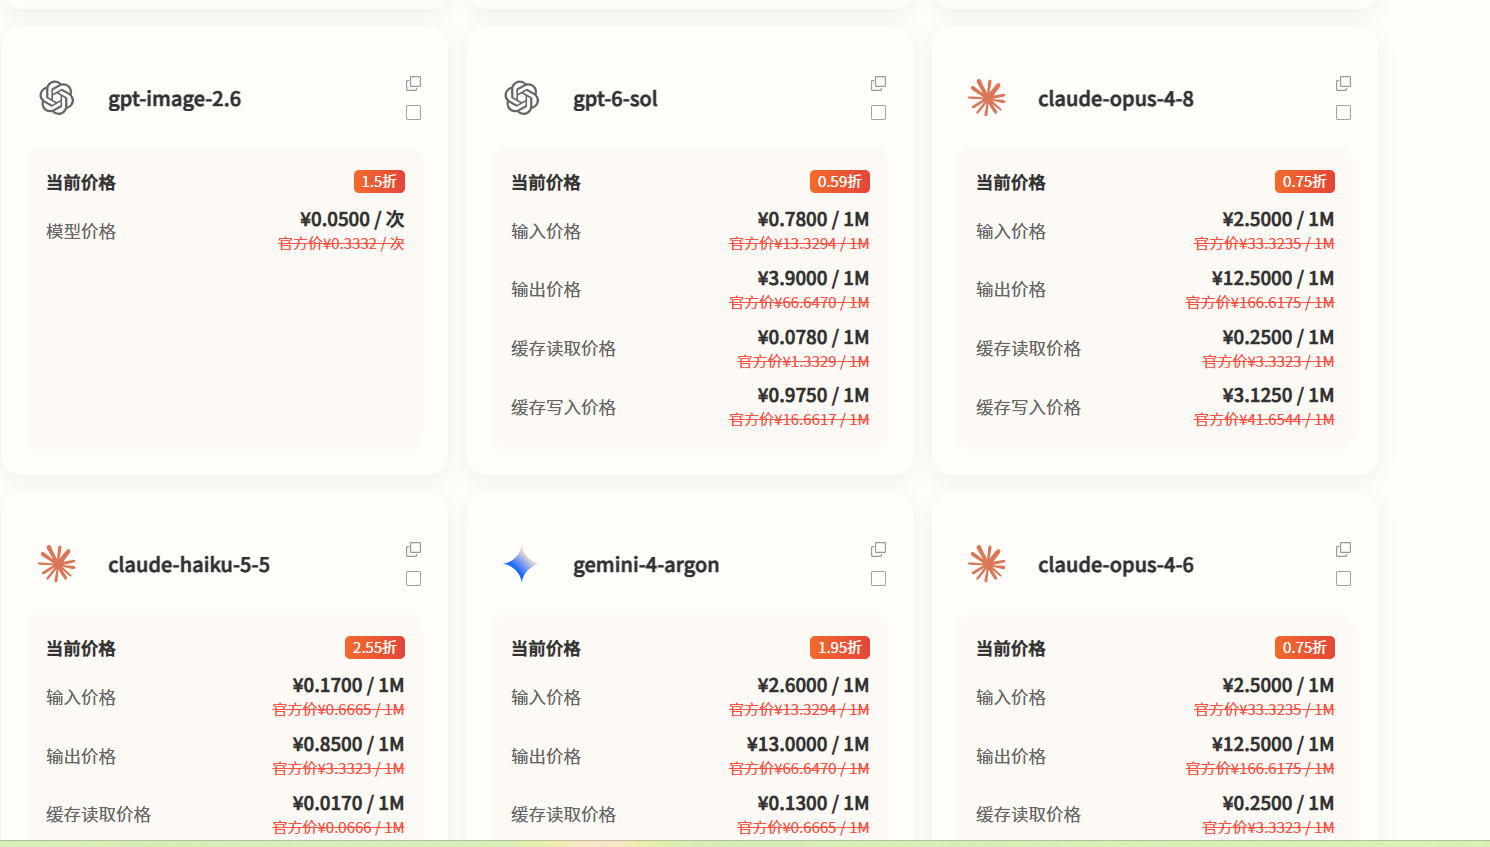 gpt-image-2.6
当前价格
1.5折
模型价格
¥0.0500 / 次
官方价¥0.3332 / 次
gpt-6-sol
当前价格
0.59折
输入价格
¥0.7800 / 1M
官方价¥13.3294 / 1M
输出价格
¥3.9000 / 1M
官方价¥66.6470 / 1M
缓存读取价格
¥0.0780 / 1M
官方价¥1.3329 / 1M
缓存写入价格
¥0.9750 / 1M
官方价¥16.6617 / 1M
claude-opus-4-8
当前价格
0.75折
输入价格
¥2.5000 / 1M
官方价¥33.3235 / 1M
输出价格
¥12.5000 / 1M
官方价¥166.6175 / 1M
缓存读取价格
¥0.2500 / 1M
官方价¥3.3323 / 1M
缓存写入价格
¥3.1250 / 1M
官方价¥41.6544 / 1M
claude-haiku-5-5
当前价格
2.55折
输入价格
¥0.1700 / 1M
官方价¥0.6665 / 1M
输出价格
¥0.8500 / 1M
官方价¥3.3323 / 1M
缓存读取价格
¥0.0170 / 1M
官方价¥0.0666 / 1M
gemini-4-argon
当前价格
1.95折
输入价格
¥2.6000 / 1M
官方价¥13.3294 / 1M
输出价格
¥13.0000 / 1M
官方价¥66.6470 / 1M
缓存读取价格
¥0.1300 / 1M
官方价¥0.6665 / 1M
claude-opus-4-6
当前价格
0.75折
输入价格
¥2.5000 / 1M
官方价¥33.3235 / 1M
输出价格
¥12.5000 / 1M
官方价¥166.6175 / 1M
缓存读取价格
¥0.2500 / 1M
官方价¥3.3323 / 1M